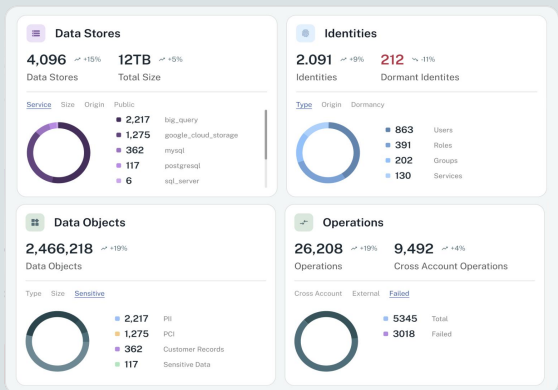 Data Stores
4,096 +15% 12TB +5%
Data Stores Total Size
Service Size Origin Public
2,217 big_query
1,275 google_cloud_storage
362 mysql
117 postgresql
6 sql_server
Identities
2.091 +9% 212 -11%
Identities Dormant Identites
Type Origin Dormancy
863 Users
391 Roles
202 Groups
130 Services
Data Objects
2,466,218 +19%
Data Objects
Type Size Sensitive
2,217 PII
1,275 PCI
362 Customer Records
117 Sensitive Data
Operations
26,208 +19% 9,492 +4%
Operations Cross Account Operations
Cross Account External Failed
5345 Total
3018 Failed